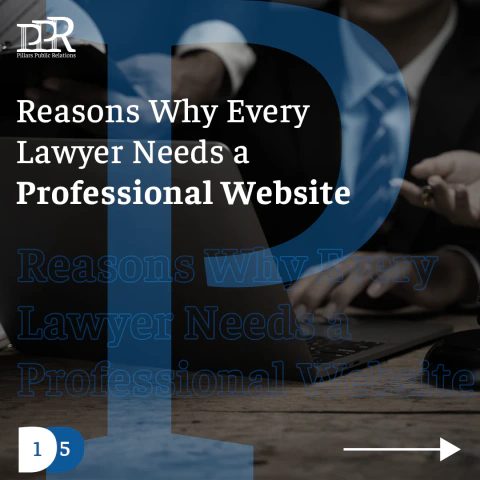 PPR
Pillars Public Relations
Reasons Why Every
Lawyer Needs a
Professional Website
Reasons Why Every
Lawyer Needs a
Professional Website
1 5